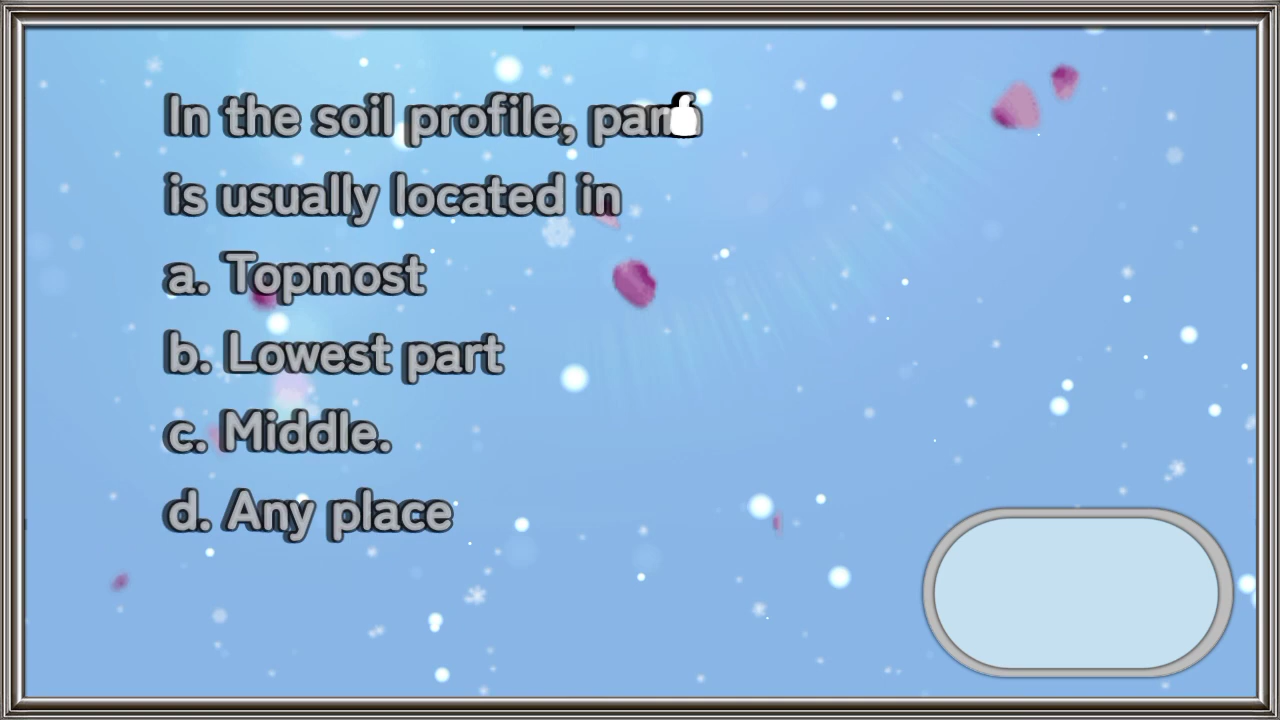 In the soil profile,
is usually located in
a. Topmost
b. Lowest part
c. Middle.
d. Any place